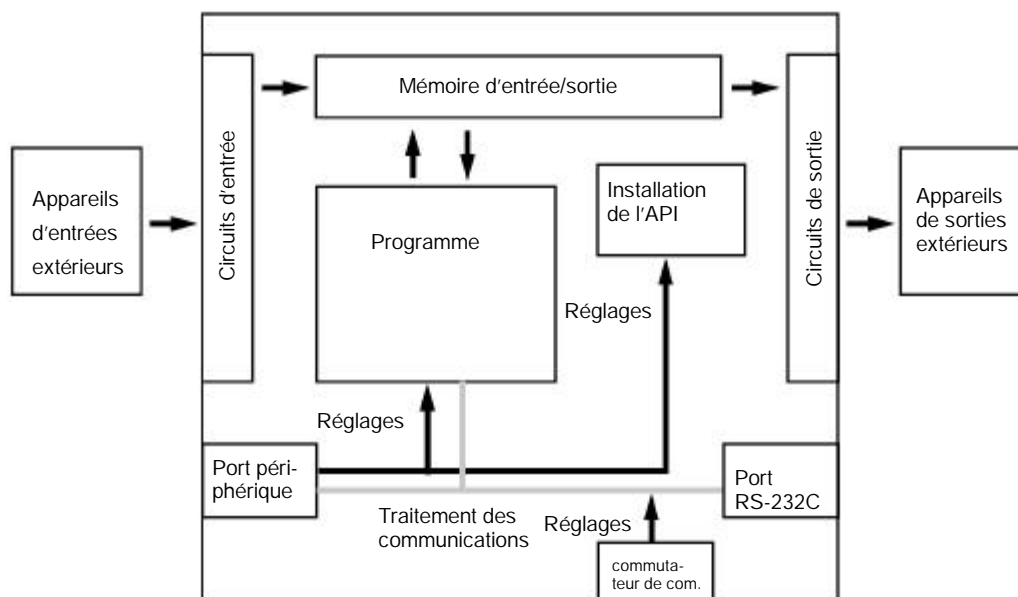 Mémoire d'entrée/sortie
Circuits d'entrée
Appareils
d'entrées
extérieurs
Programme
Installation
de l'API
Circuits de sortie
Appareils
de sorties
extérieurs
Réglages
Réglages
Port péri-
phérique
Port
RS-232C
Traitement des
communications
Réglages
commuta-
teur de com.